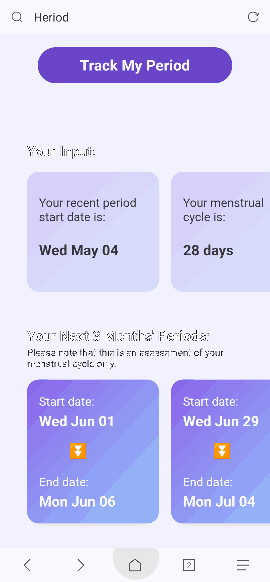 Heriod
Track My Period
Your Input:
Your recent period
start date is:
Wed May 04
Your menstrual
cycle is:
28 days
Your Next 3 Months' Periods:
Please note that this is an assessment of your
menstrual cycle only.
Start date:
Wed Jun 01
End date:
Mon Jun 06
Start date:
Wed Jun 29
End date:
Mon Jul 04
2